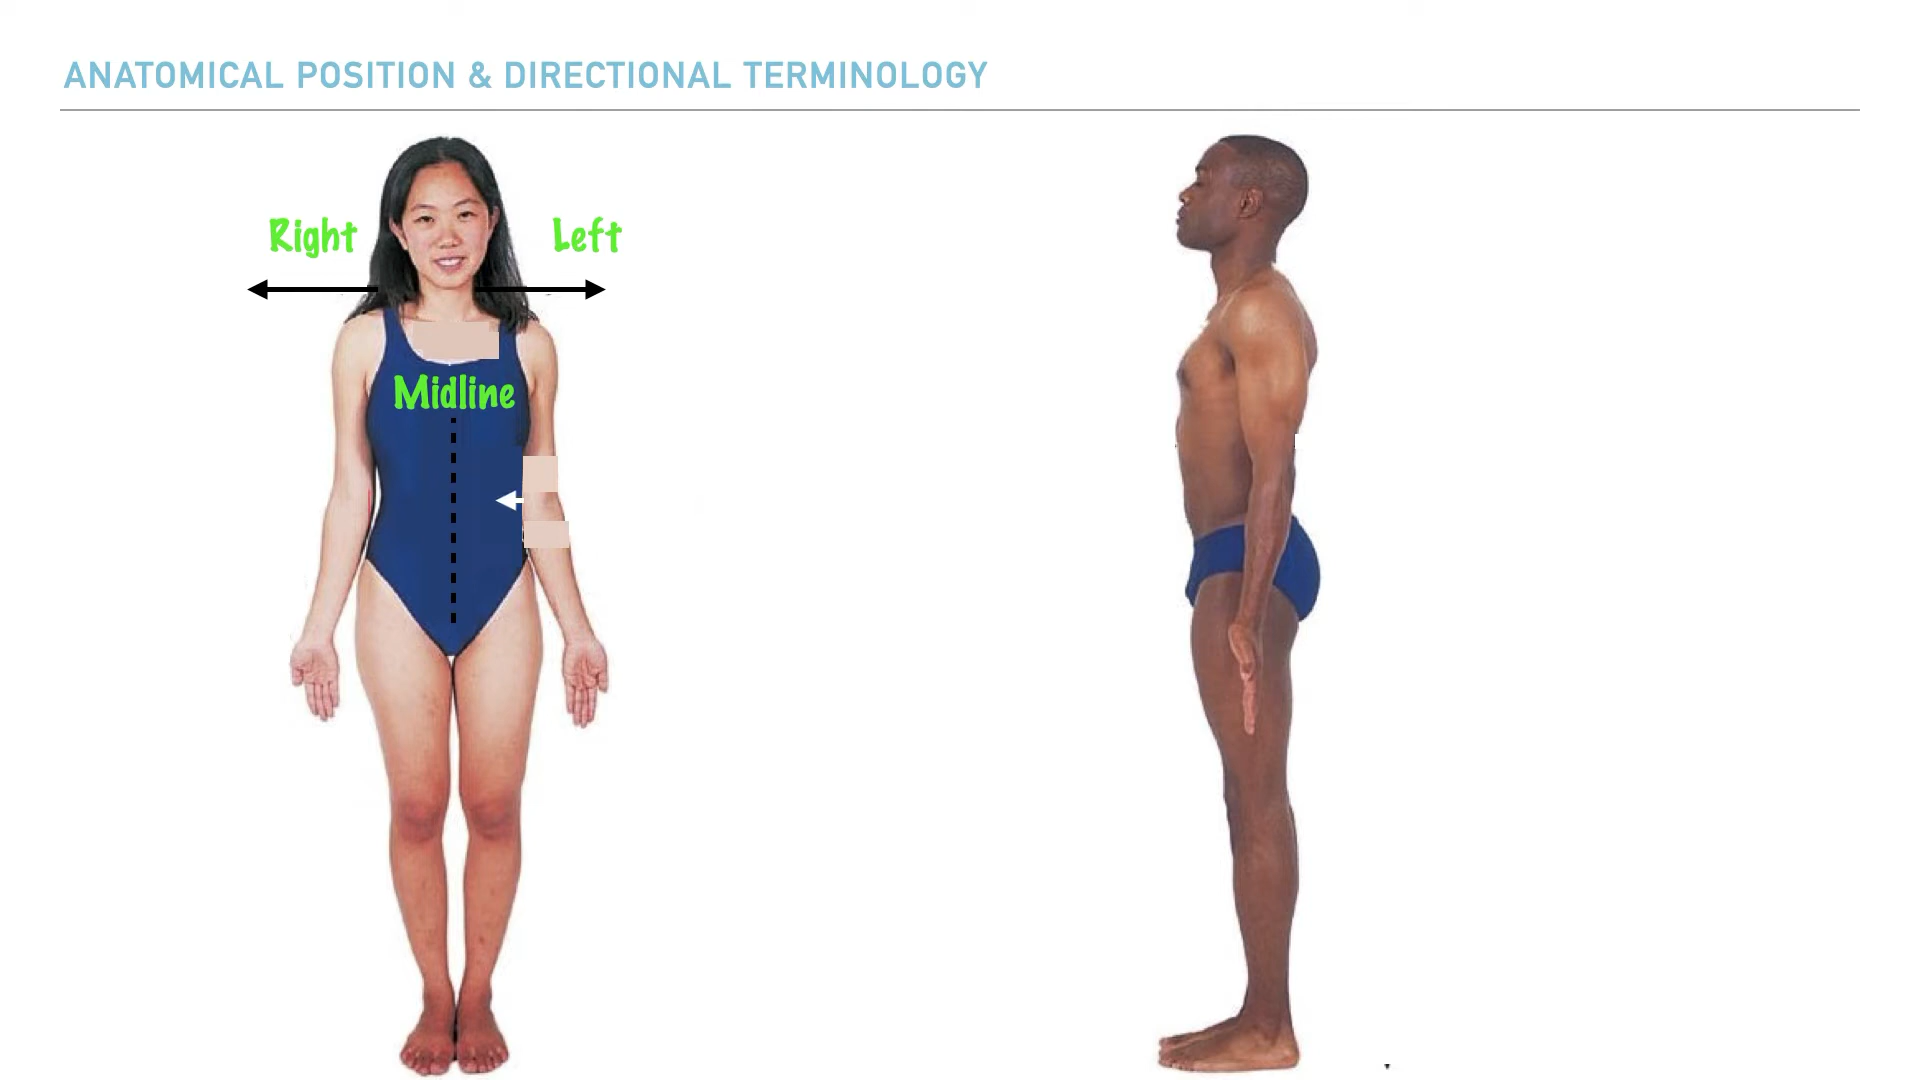 ANATOMICAL POSITION & DIRECTIONAL TERMINOLOGY
Right
Left
Midline